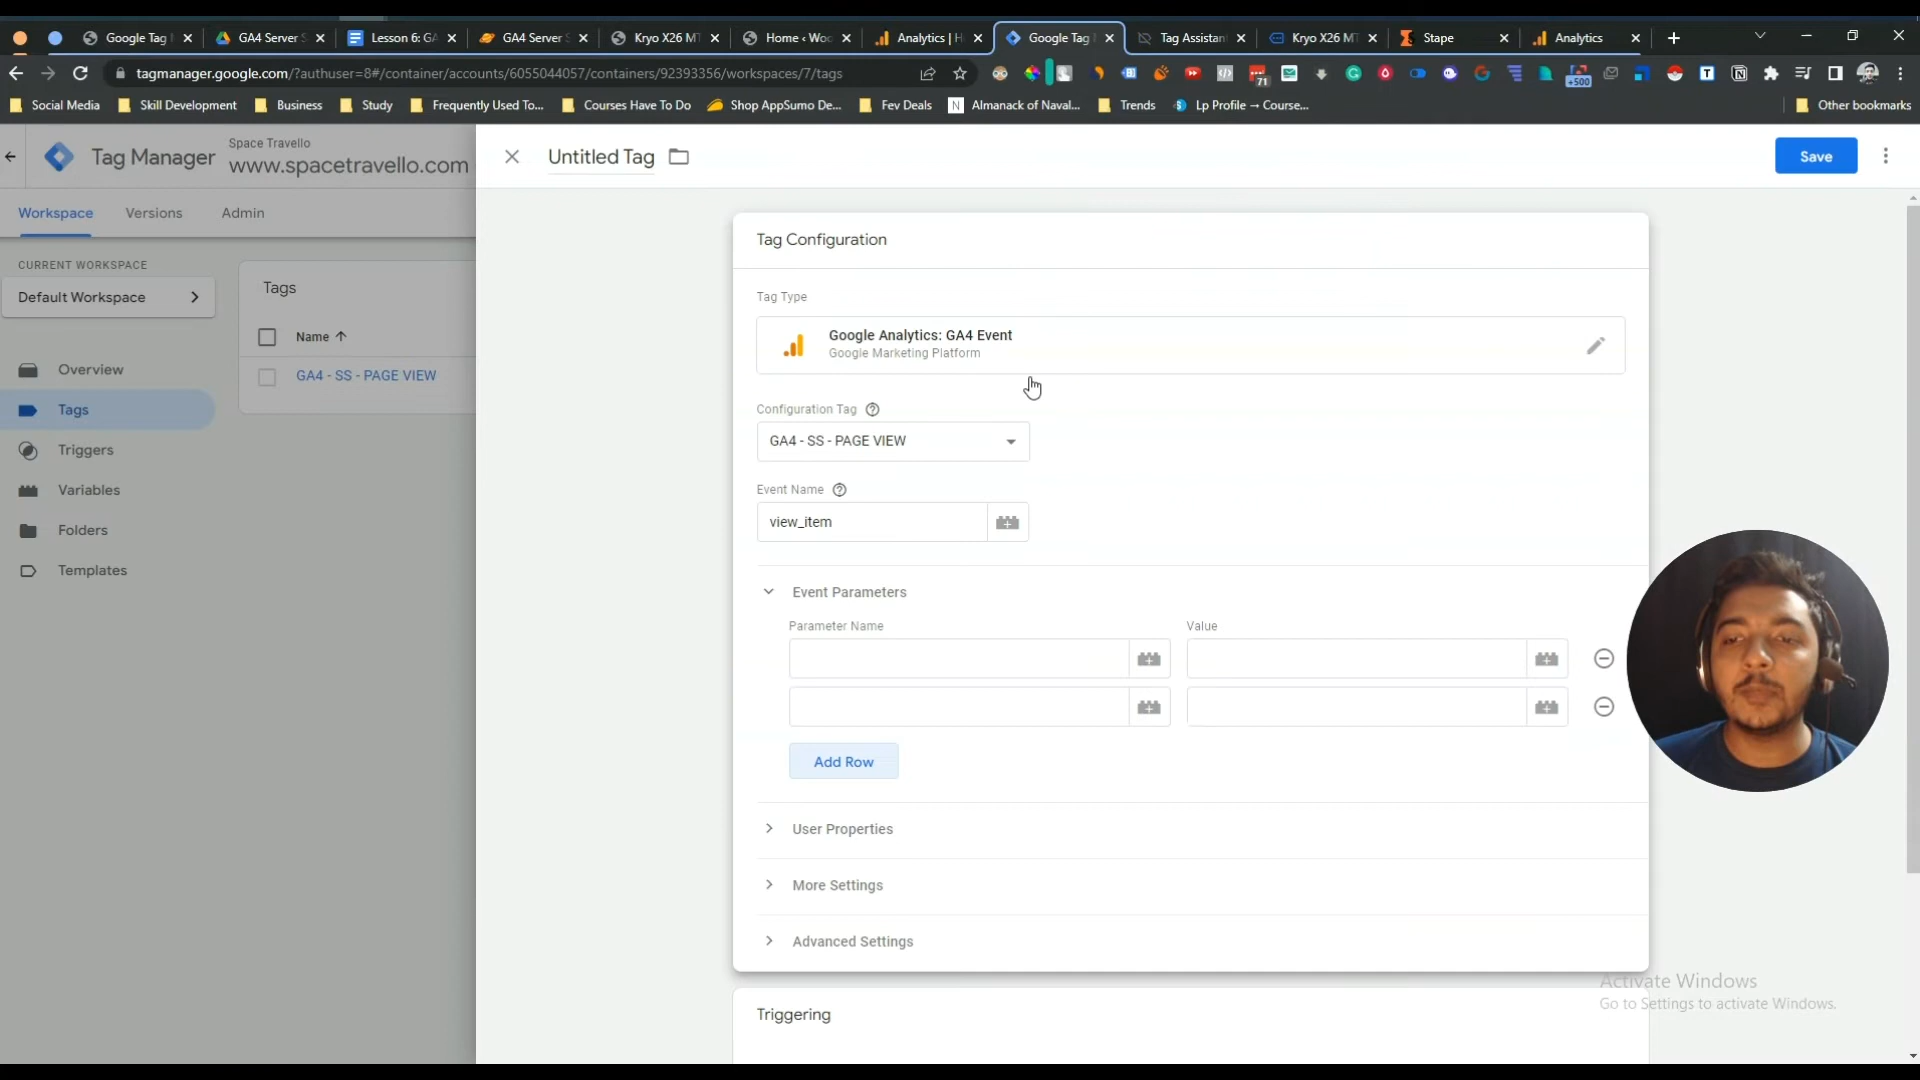 Google Tag
GA4 Server S
Lesson 6: GA
GA4 Server
Kryo X26 MT
Home ‹ Woo
Analytics | H
Google Tag
Tag Assistan
Kryo X26 MT
Stape
Analytics
tagmanager.google.com/?authuser=8#/container/accounts/6055044057/containers/92393356/workspaces/7/tags
71
+500
Social Media
Skill Development
Business
Study
Frequently Used To...
Courses Have To Do
Shop AppSumo De...
Fev Deals
Almanack of Naval...
Trends
Lp Profile → Course...
Other bookmarks
Tag Manager
Space Travello
www.spacetravello.com
Untitled Tag
Save
Workspace
Versions
Admin
CURRENT WORKSPACE
Default Workspace
Overview
Tags
Triggers
Variables
Folders
Templates
Tags
Name
GA4 - SS - PAGE VIEW
Tag Configuration
Tag Type
Google Analytics: GA4 Event
Google Marketing Platform
Configuration Tag
GA4 - SS - PAGE VIEW
Event Name
view_item
Event Parameters
Parameter Name
Value
Add Row
User Properties
More Settings
Advanced Settings
Triggering
Activate Windows
Go to Settings to activate Windows.